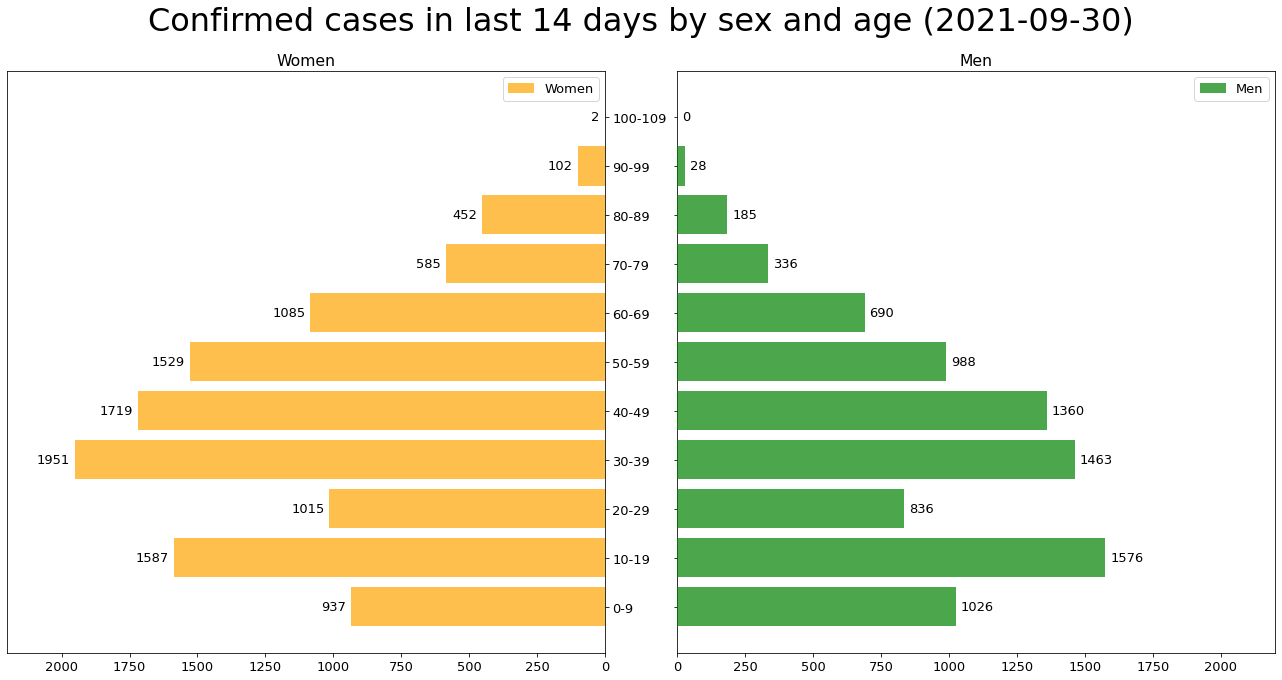 Confirmed cases in last 14 days by sex and age (2021-09-30)
Women
Men
Women
Men
2 100-109 0
102 90-99 28
452 80-89 185
585 70-79 336
1085 60-69 690
1529 50-59 988
1719 40-49 1360
1951 30-39 1463
1015 20-29 836
1587 10-19 1576
937 0-9 1026
2000 1750 1500 1250 1000 750 500 250 0
0 250 500 750 1000 1250 1500 1750 2000